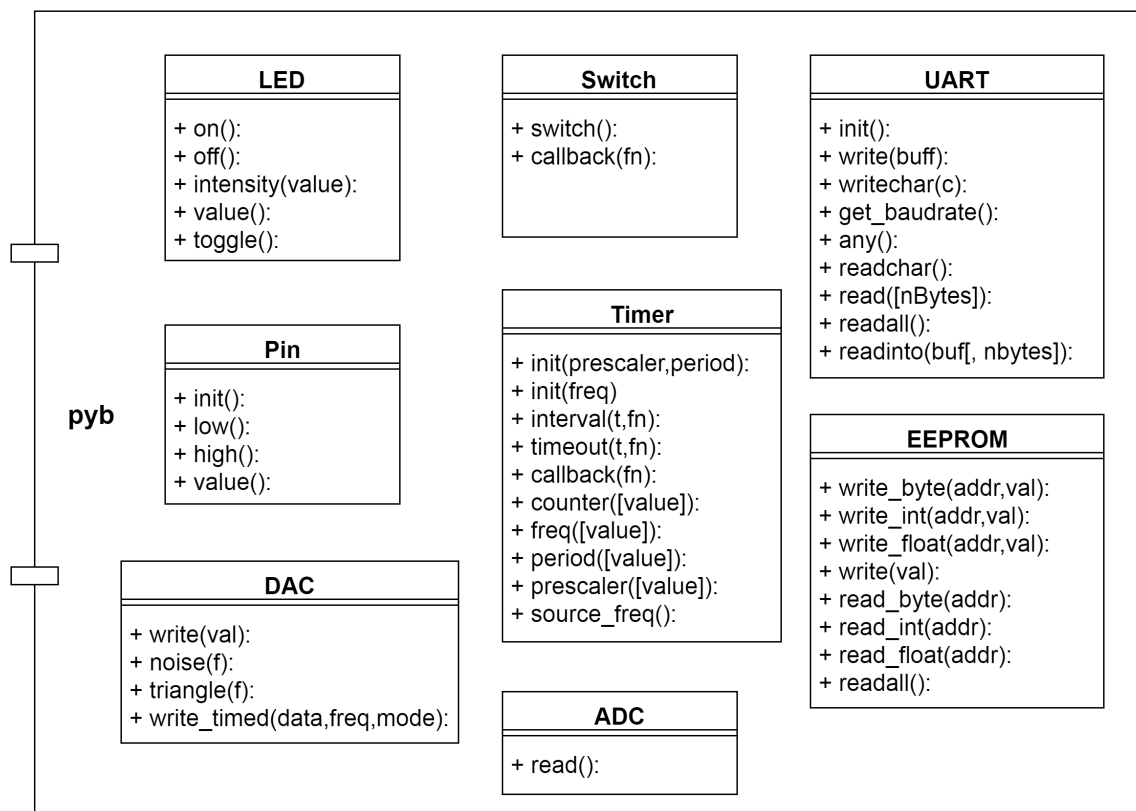 LED
+ on():
+ off():
+ intensity(value):
+ value():
+ toggle():
Switch
+ switch():
+ callback(fn):
UART
+ init():
+ write(buff):
+ writechar(c):
+ get_baudrate():
+ any():
+ readchar():
+ read([nBytes]):
+ readall():
+ readinto(buf[, nbytes]):
pyb
Pin
+ init():
+ low():
+ high():
+ value():
Timer
+ init(prescaler,period):
+ init(freq)
+ interval(t,fn):
+ timeout(t,fn):
+ callback(fn):
+ counter([value]):
+ freq([value]):
+ period([value]):
+ prescaler([value]):
+ source_freq():
EEPROM
+ write_byte(addr,val):
+ write_int(addr,val):
+ write_float(addr,val):
+ write(val):
+ read_byte(addr):
+ read_int(addr):
+ read_float(addr):
+ readall():
DAC
+ write(val):
+ noise(f):
+ triangle(f):
+ write_timed(data,freq,mode):
ADC
+ read():